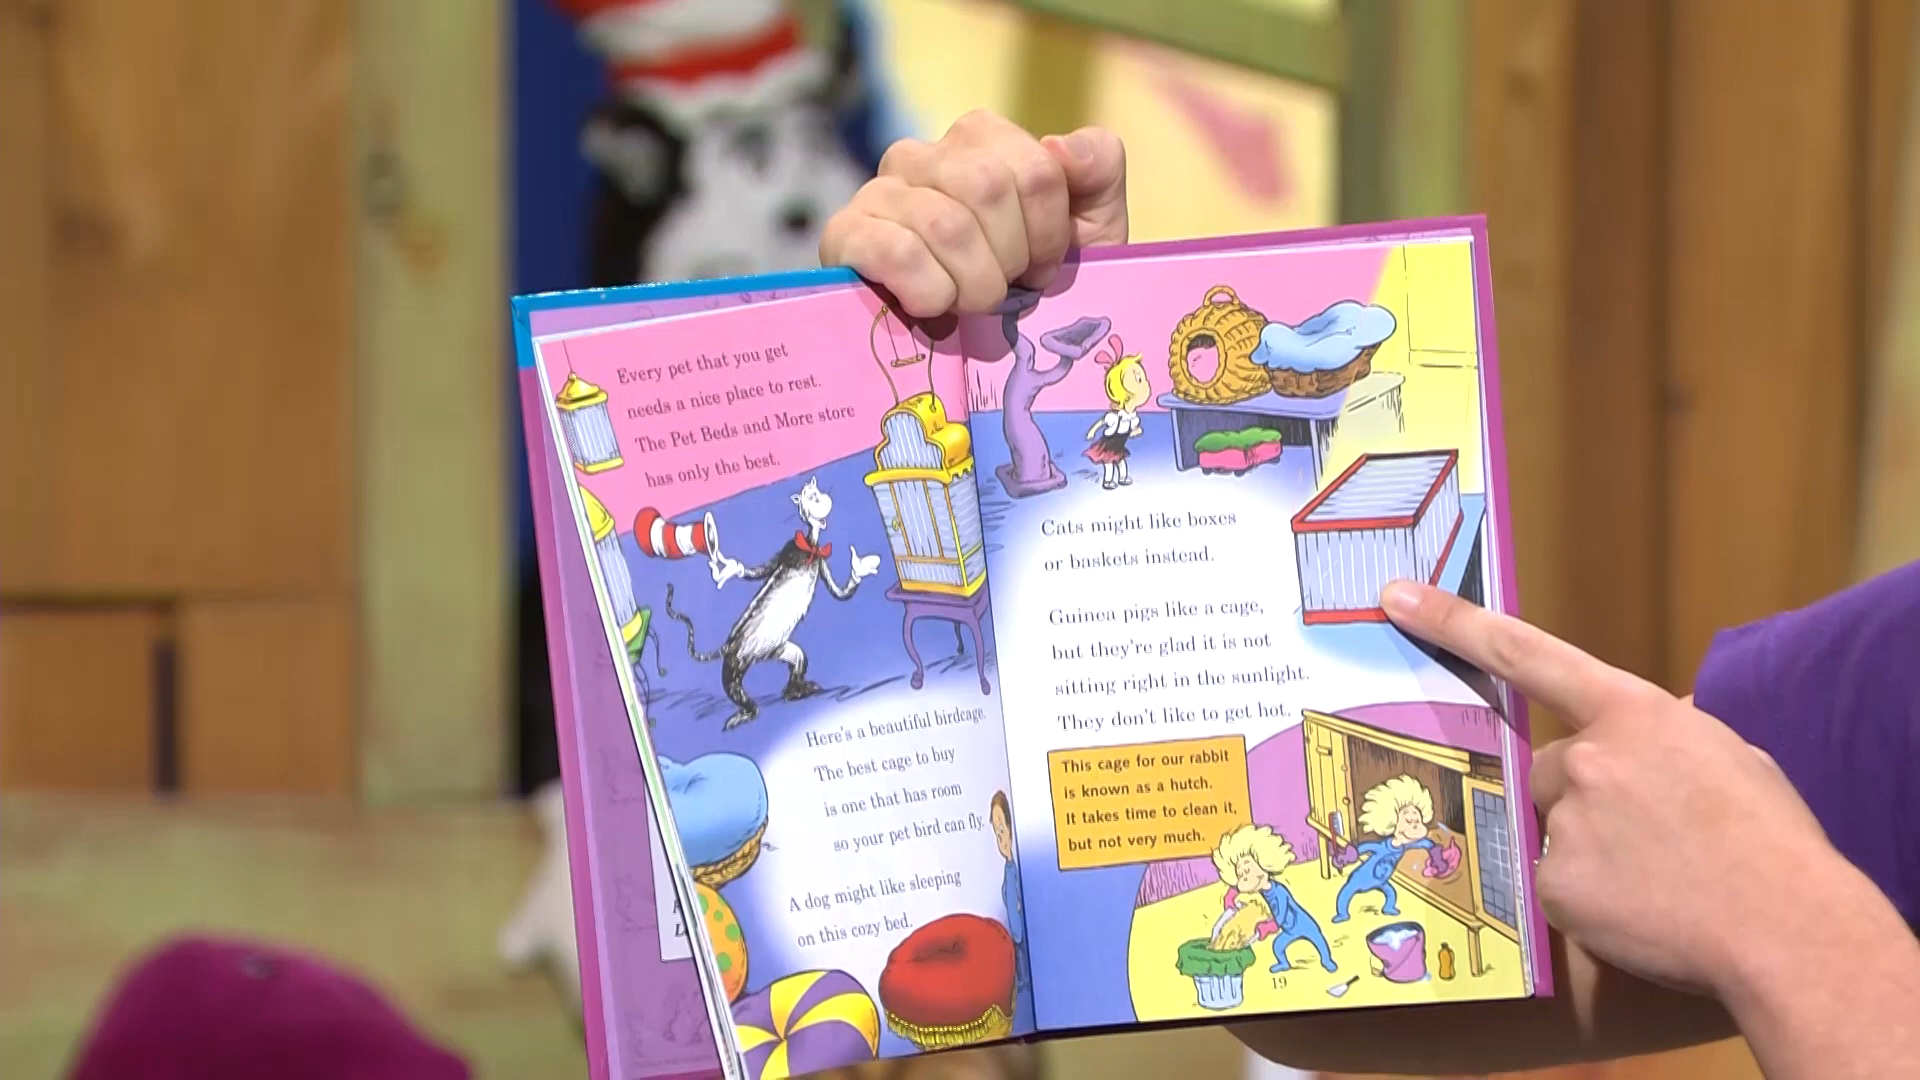 Every pet that you get
needs a nice place to rest.
The Pet Beds and More store
has only the best.
Here's a beautiful birdcage.
The best cage to buy
is one that has room
so your pet bird can fly.
A dog might like sleeping
on this cozy bed.
Cats might like boxes
or baskets instead.
Guinea pigs like a cage,
but they're glad it is not
sitting right in the sunlight.
They don't like to get hot.
This cage for our rabbit
is known as a hutch.
It takes time to clean it,
but not very much.
19